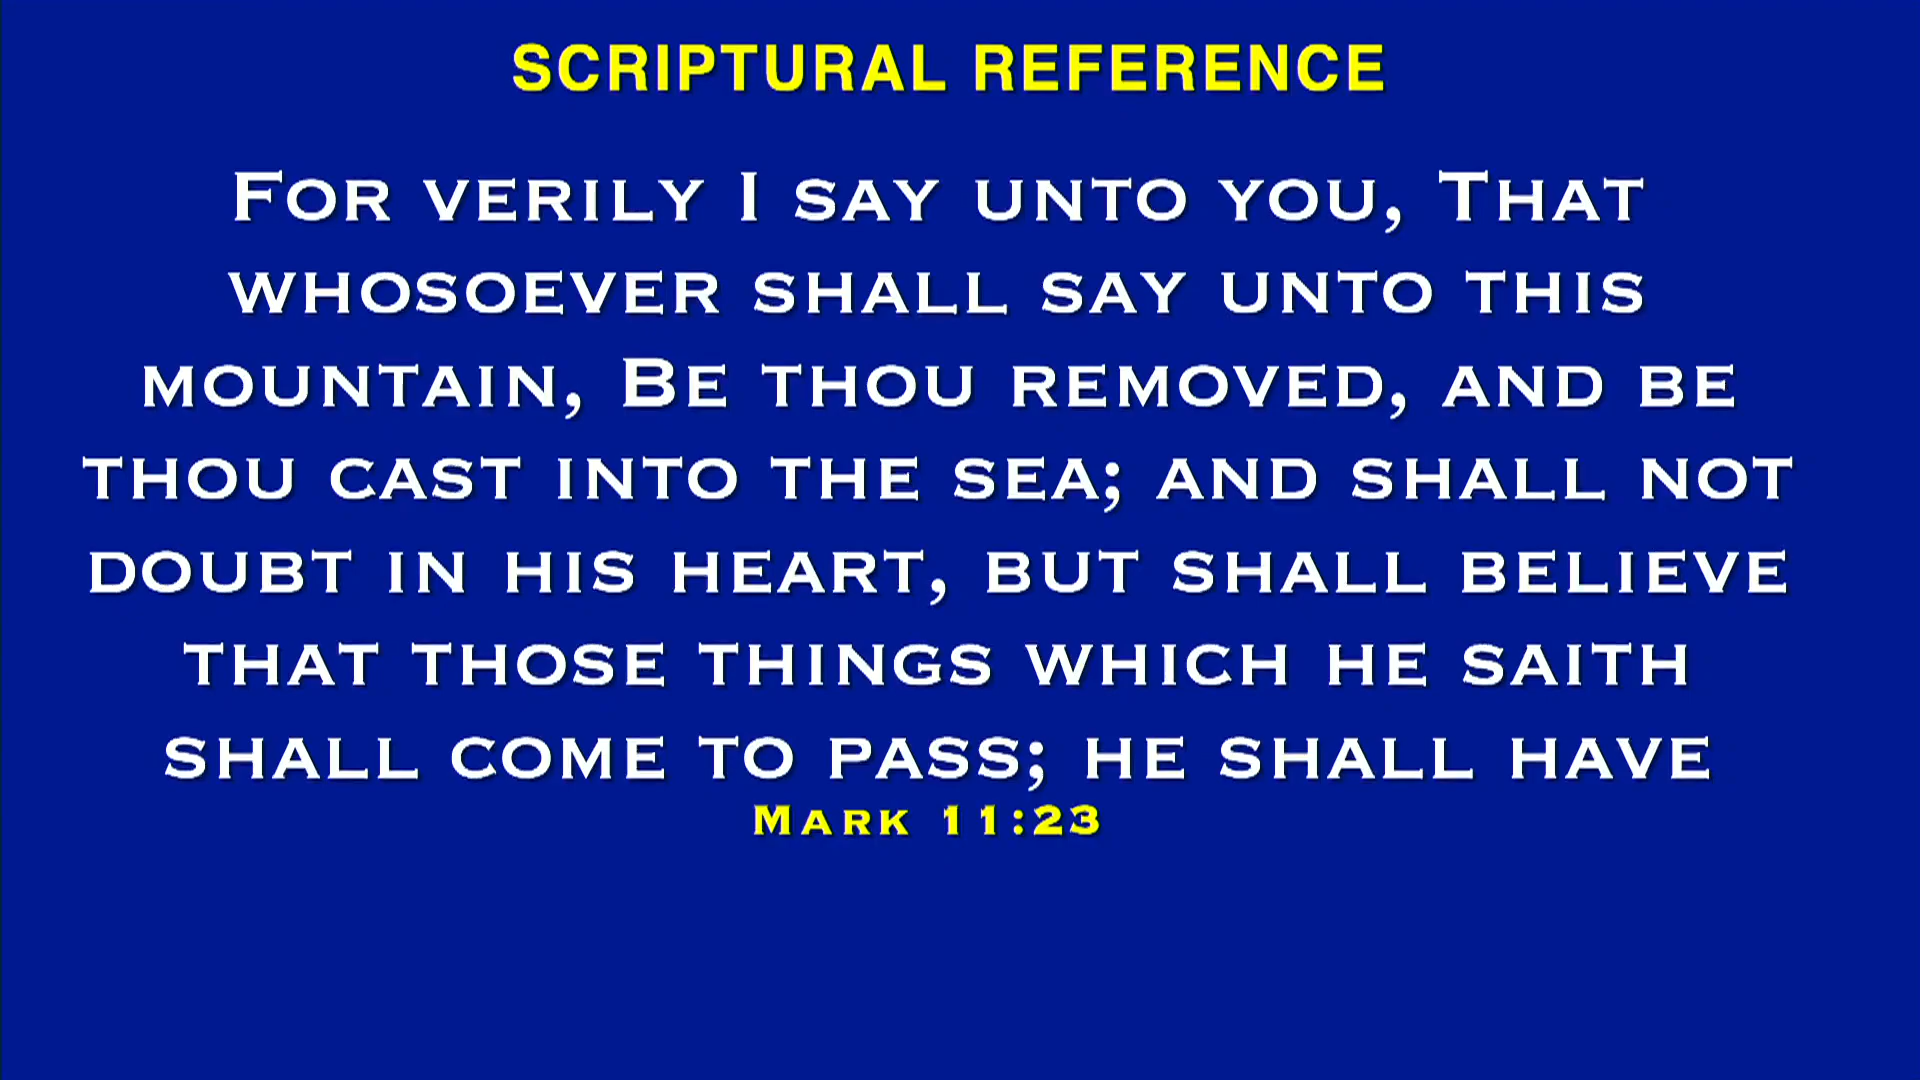 SCRIPTURAL REFERENCE
For verily I say unto you, That
whosoever shall say unto this
mountain, Be thou removed, and be
thou cast into the sea; and shall not
doubt in his heart, but shall believe
that those things which he saith
shall come to pass; he shall have
Mark 11:23